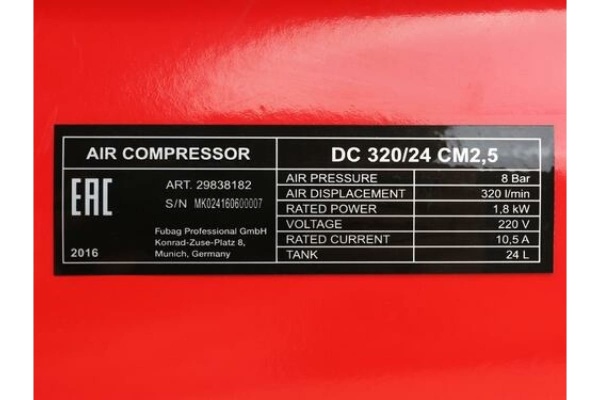 AIR COMPRESSOR
EAC
ART. 29838182
S/N MK024160600007
Fubag Professional GmbH
Konrad-Zuse-Platz 8,
Munich, Germany
2016
DC 320/24 CM2,5
AIR PRESSURE 8 Bar
AIR DISPLACEMENT 320 l/min
RATED POWER 1,8 kW
VOLTAGE 220 V
RATED CURRENT 10,5 A
TANK 24 L